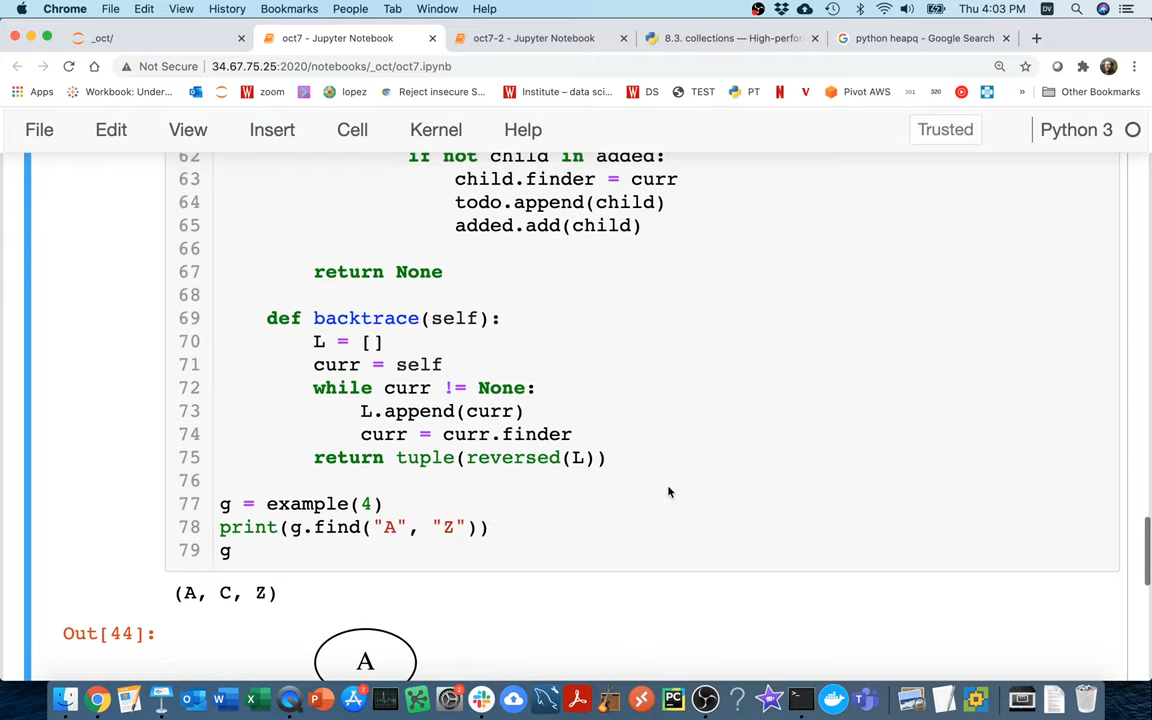 Chrome File Edit View History Bookmarks People Tab Window Help Thu 4:03 PM
_oct/ oct7 - Jupyter Notebook oct7-2 - Jupyter Notebook 8.3. collections — High-perfor python heapq - Google Search
Not Secure 34.67.75.25:2020/notebooks/_oct/oct7.ipynb
Apps Workbook: Under... zoom lopez Reject insecure S... Institute – data sci... DS TEST PT Pivot AWS Other Bookmarks
File Edit View Insert Cell Kernel Help Trusted Python 3
62 if not child in added:
63 child.finder = curr
64 todo.append(child)
65 added.add(child)
66
67 return None
68
69 def backtrace(self):
70 L = []
71 curr = self
72 while curr != None:
73 L.append(curr)
74 curr = curr.finder
75 return tuple(reversed(L))
76
77 g = example(4)
78 print(g.find("A", "Z"))
79 g
(A, C, Z)
Out[44]:
A